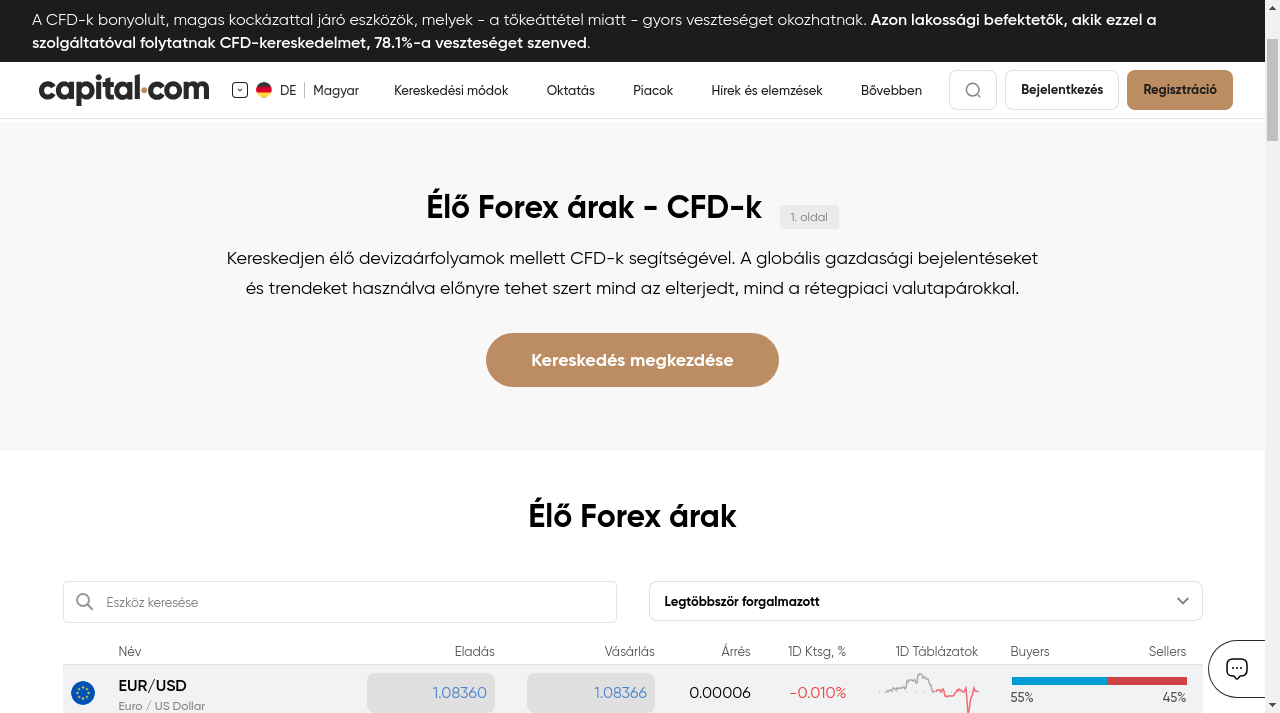 A CFD-k bonyolult, magas kockázattal járó eszközök, melyek - a tőkeáttétel miatt - gyors veszteséget okozhatnak. Azon lakossági befektetők, akik ezzel a
szolgáltatóval folytatnak CFD-kereskedelmet, 78.1%-a veszteséget szenved.
capital.com DE Magyar Kereskedési módok Oktatás Piacok Hírek és elemzések Bővebben Bejelentkezés Regisztráció
Élő Forex árak - CFD-k 1. oldal
Kereskedjen élő devizaárfolyamok mellett CFD-k segítségével. A globális gazdasági bejelentéseket
és trendeket használva előnyre tehet szert mind az elterjedt, mind a rétegpiaci valutapárokkal.
Kereskedés megkezdése
Élő Forex árak
Eszköz keresése Legtöbbször forgalmazott
Név Eladás Vásárlás Árrés 1D Ktsg, % 1D Táblázatok Buyers Sellers
EUR/USD 1.08360 1.08366 0.00006 -0.010%
Euro / US Dollar 55% 45%